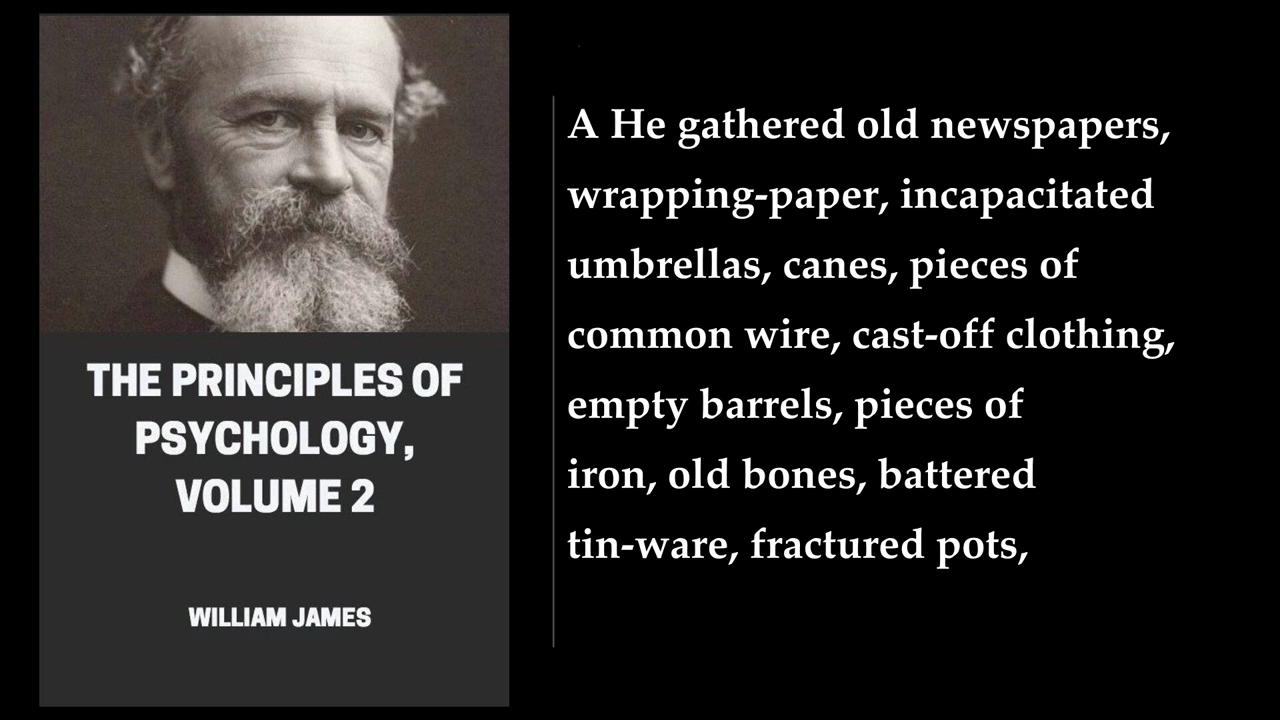 THE PRINCIPLES OF
PSYCHOLOGY,
VOLUME 2
WILLIAM JAMES
A He gathered old newspapers,
wrapping-paper, incapacitated
umbrellas, canes, pieces of
common wire, cast-off clothing,
empty barrels, pieces of
iron, old bones, battered
tin-ware, fractured pots,